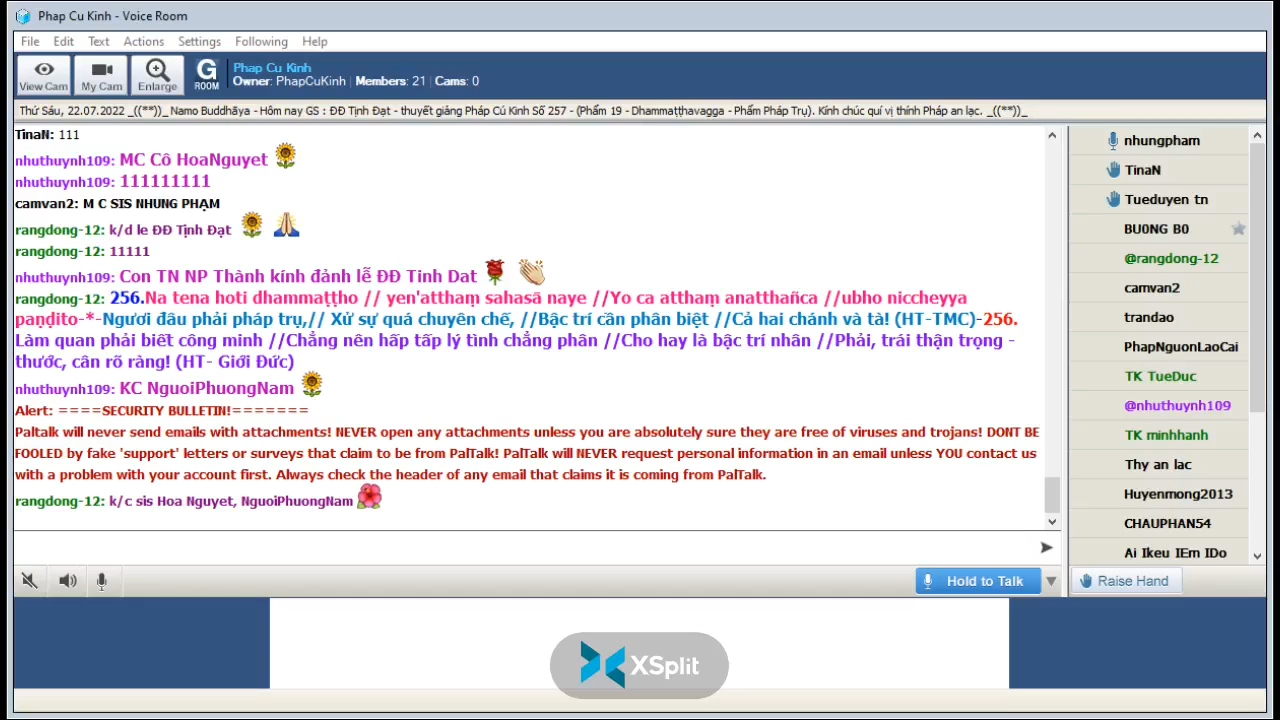 Phap Cu Kinh - Voice Room
File Edit Text Actions Settings Following Help
View Cam My Cam Enlarge G ROOM
Phap Cu Kinh
Owner: PhapCuKinh | Members: 21 | Cams: 0
Thứ Sáu, 22.07.2022 _((**))_ Namo Buddhāya - Hôm nay GS : ĐĐ Tịnh Đạt - thuyết giảng Pháp Cú Kinh Số 257 - (Phẩm 19 - Dhammaṭṭhavagga - Phẩm Pháp Trụ). Kính chúc quí vị thính Pháp an lạc. _((**))_
TinaN: 111
nhuthuynh109: MC Cô HoaNguyet
nhuthuynh109: 111111111
camvan2: M C SIS NHUNG PHẠM
rangdong-12: k/d le ĐĐ Tịnh Đạt
rangdong-12: 11111
nhuthuynh109: Con TN NP Thành kính đảnh lễ ĐĐ Tinh Dat
rangdong-12: 256.Na tena hoti dhammaṭṭho // yen'atthaṃ sahasā naye //Yo ca atthaṃ anatthañca //ubho niccheyya
paṇḍito-*-Ngươi đâu phải pháp trụ,// Xử sự quá chuyên chế, //Bậc trí cần phân biệt //Cả hai chánh và tà! (HT-TMC)-256.
Làm quan phải biết công minh //Chẳng nên hấp tấp lý tình chẳng phân //Cho hay là bậc trí nhân //Phải, trái thận trọng -
thước, cân rõ ràng! (HT- Giới Đức)
nhuthuynh109: KC NguoiPhuongNam
Alert: ====SECURITY BULLETIN!=======
Paltalk will never send emails with attachments! NEVER open any attachments unless you are absolutely sure they are free of viruses and trojans! DONT BE
FOOLED by fake 'support' letters or surveys that claim to be from PalTalk! PalTalk will NEVER request personal information in an email unless YOU contact us
with a problem with your account first. Always check the header of any email that claims it is coming from PalTalk.
rangdong-12: k/c sis Hoa Nguyet, NguoiPhuongNam
nhungpham
TinaN
Tueduyen tn
BU0NG B0
@rangdong-12
camvan2
trandao
PhapNguonLaoCai
TK TueDuc
@nhuthuynh109
TK minhhanh
Thy an lac
Huyenmong2013
CHAUPHAN54
Ai Ikeu IEm IDo
Hold to Talk
Raise Hand
XSplit